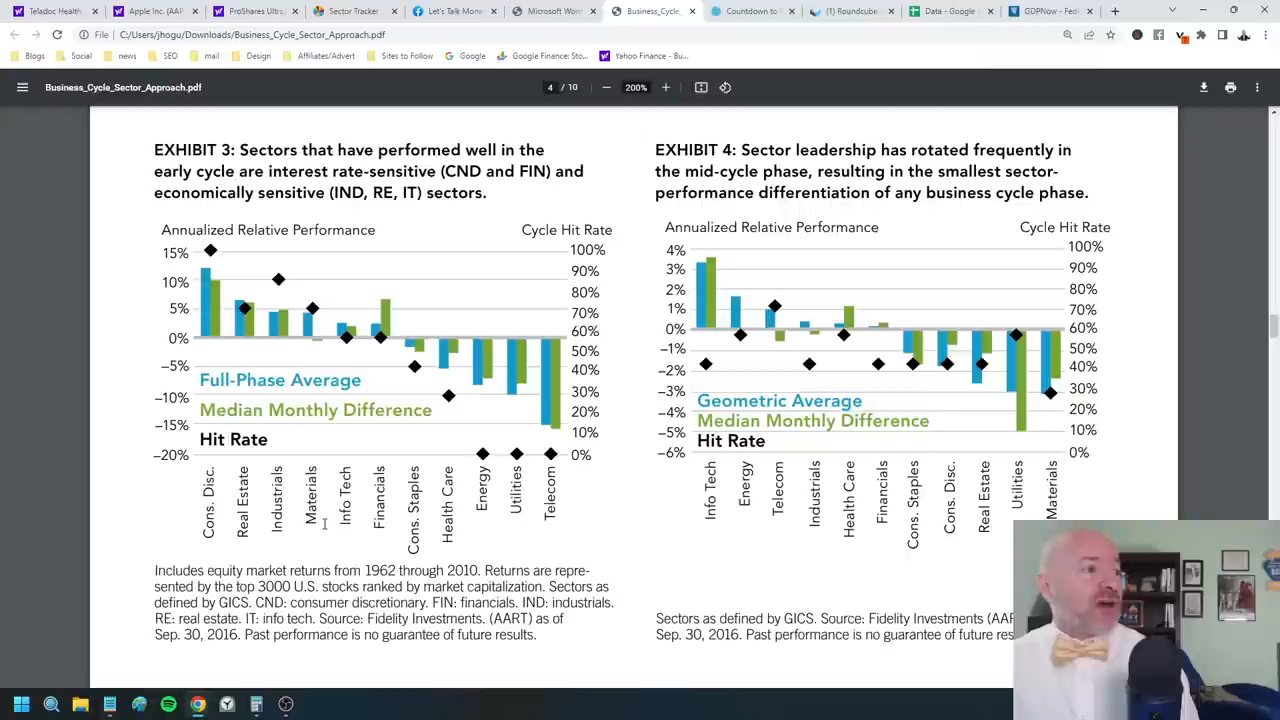 Teladoc Health
Apple Inc. (AAP
ProShares Ultra
Sector Tracker
Let's Talk Mone
Microsoft Word
Business_Cycle_
Countdown to F
(1) Roundcube
Data - Google
GDPNow - Fede
File
C:/Users/jhogu/Downloads/Business_Cycle_Sector_Approach.pdf
Blogs
Social
news
SEO
mail
Design
Affiliates/Advert
Sites to Follow
Google
Google Finance: Sto...
Yahoo Finance - Bu...
Business_Cycle_Sector_Approach.pdf
4 / 10
200%
EXHIBIT 3: Sectors that have performed well in the
early cycle are interest rate-sensitive (CND and FIN) and
economically sensitive (IND, RE, IT) sectors.
Annualized Relative Performance
Cycle Hit Rate
15%
10%
5%
0%
–5%
–10%
–15%
–20%
100%
90%
80%
70%
60%
50%
40%
30%
20%
10%
0%
Full-Phase Average
Median Monthly Difference
Hit Rate
Cons. Disc.
Real Estate
Industrials
Materials
Info Tech
Financials
Cons. Staples
Health Care
Energy
Utilities
Telecom
Includes equity market returns from 1962 through 2010. Returns are repre-
sented by the top 3000 U.S. stocks ranked by market capitalization. Sectors as
defined by GICS. CND: consumer discretionary. FIN: financials. IND: industrials.
RE: real estate. IT: info tech. Source: Fidelity Investments. (AART) as of
Sep. 30, 2016. Past performance is no guarantee of future results.
EXHIBIT 4: Sector leadership has rotated frequently in
the mid-cycle phase, resulting in the smallest sector-
performance differentiation of any business cycle phase.
Annualized Relative Performance
Cycle Hit Rate
4%
3%
2%
1%
0%
–1%
–2%
–3%
–4%
–5%
–6%
100%
90%
80%
70%
60%
50%
40%
30%
20%
10%
0%
Geometric Average
Median Monthly Difference
Hit Rate
Info Tech
Energy
Telecom
Industrials
Health Care
Financials
Cons. Staples
Cons. Disc.
Real Estate
Utilities
Materials
Sectors as defined by GICS. Source: Fidelity Investments (AAR
Sep. 30, 2016. Past performance is no guarantee of future res